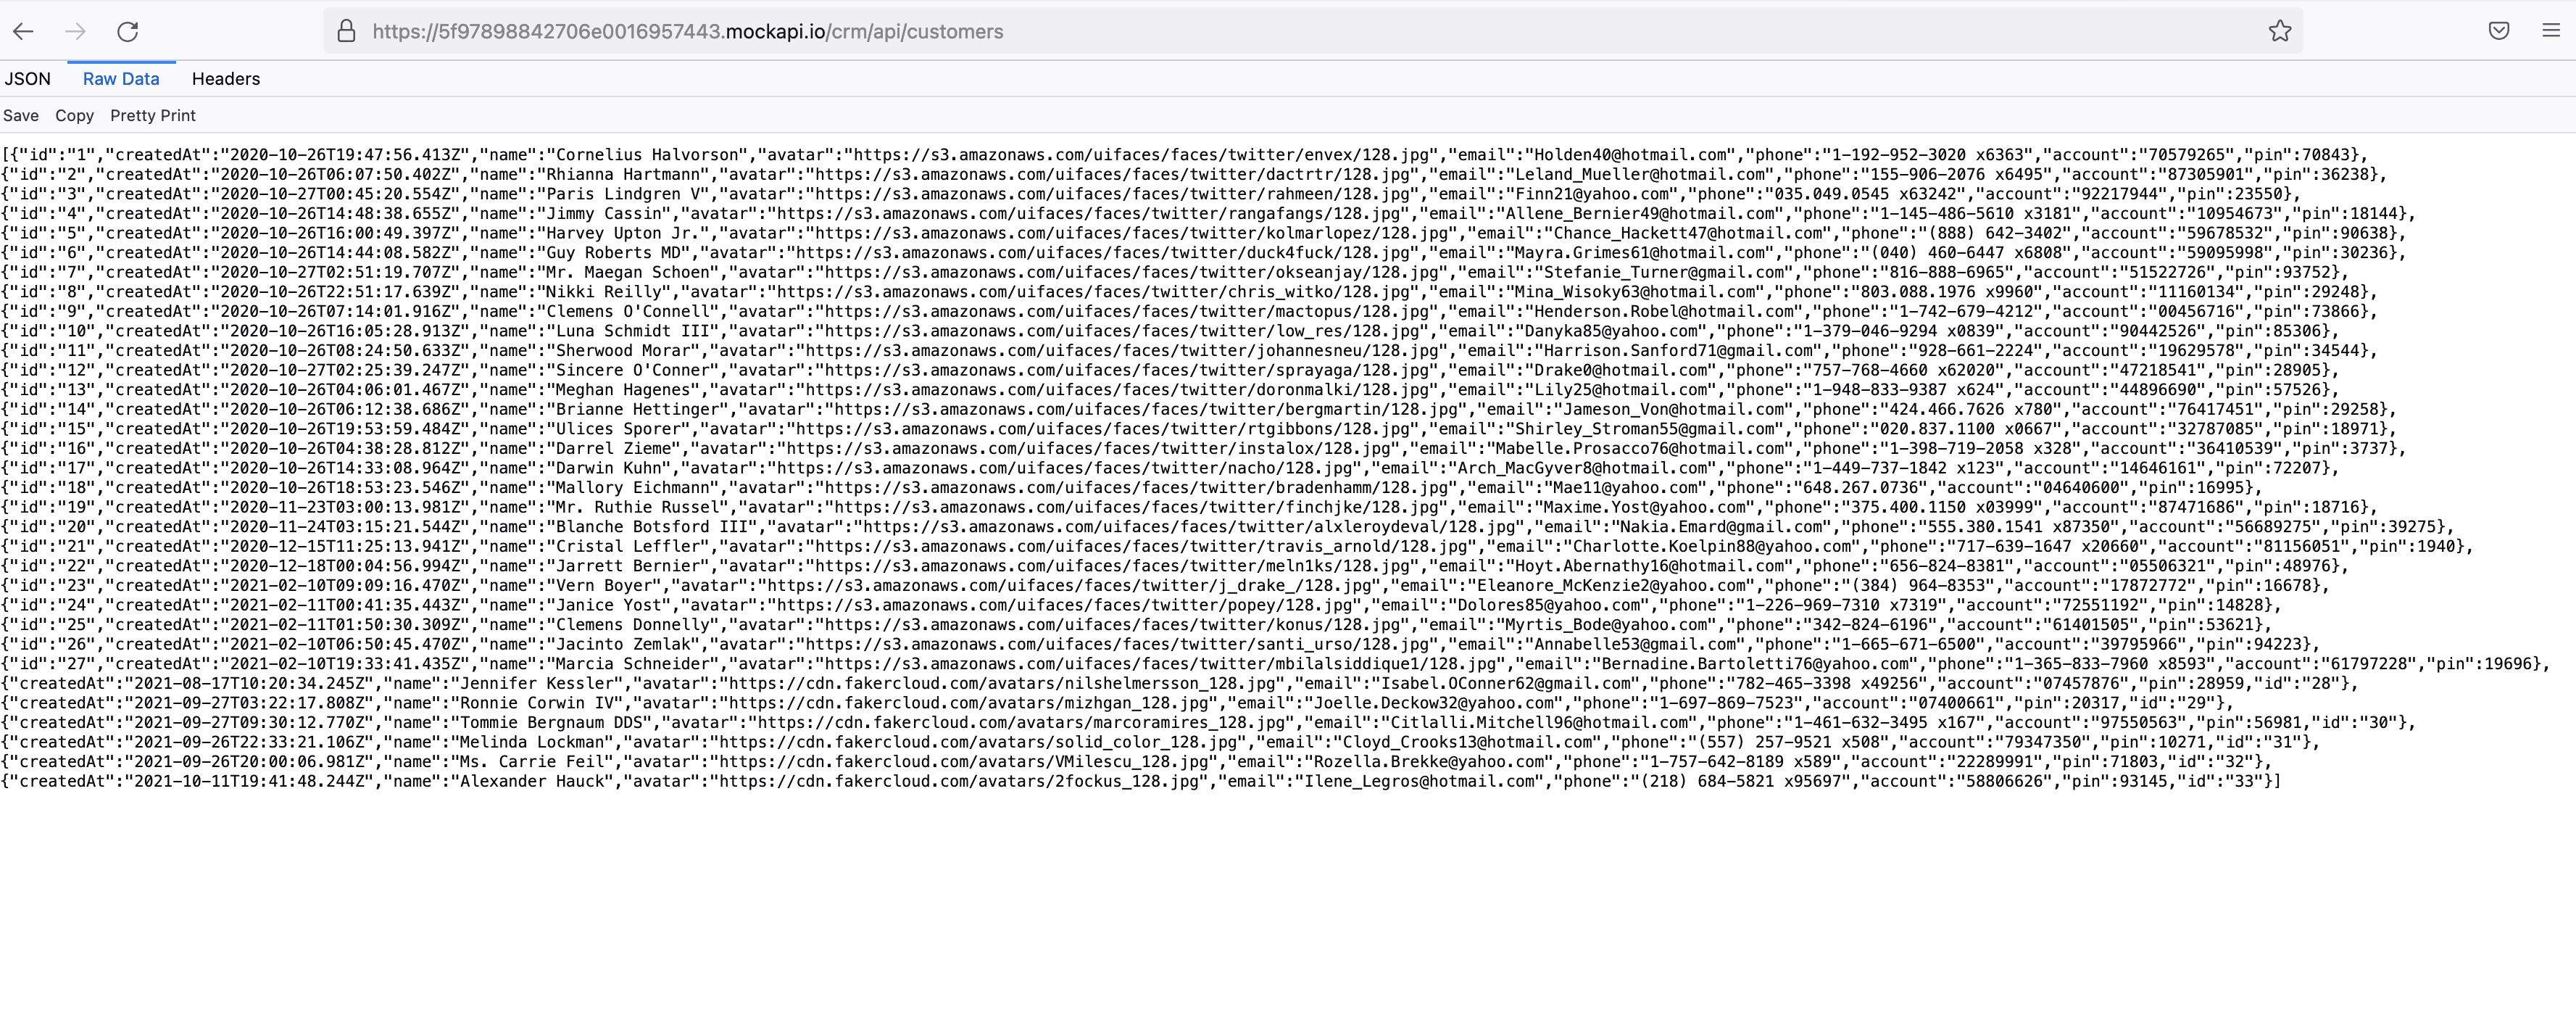 https://5f97898842706e0016957443.mockapi.io/crm/api/customers
JSON Raw Data Headers
Save Copy Pretty Print
[{"id":"1","createdAt":"2020-10-26T19:47:56.413Z","name":"Cornelius Halvorson","avatar":"https://s3.amazonaws.com/uifaces/faces/twitter/envex/128.jpg","email":"Holden40@hotmail.com","phone":"1-192-952-3020 x6363","account":"70579265","pin":70843},
{"id":"2","createdAt":"2020-10-26T06:07:50.402Z","name":"Rhianna Hartmann","avatar":"https://s3.amazonaws.com/uifaces/faces/twitter/dactrtr/128.jpg","email":"Leland_Mueller@hotmail.com","phone":"155-906-2076 x6495","account":"87305901","pin":36238},
{"id":"3","createdAt":"2020-10-27T00:45:20.554Z","name":"Paris Lindgren V","avatar":"https://s3.amazonaws.com/uifaces/faces/twitter/rahmeen/128.jpg","email":"Finn21@yahoo.com","phone":"035.049.0545 x63242","account":"92217944","pin":23550},
{"id":"4","createdAt":"2020-10-26T14:48:38.655Z","name":"Jimmy Cassin","avatar":"https://s3.amazonaws.com/uifaces/faces/twitter/rangafangs/128.jpg","email":"Allene_Bernier49@hotmail.com","phone":"1-145-486-5610 x3181","account":"10954673","pin":18144},
{"id":"5","createdAt":"2020-10-26T16:00:49.397Z","name":"Harvey Upton Jr.","avatar":"https://s3.amazonaws.com/uifaces/faces/twitter/kolmarlopez/128.jpg","email":"Chance_Hackett47@hotmail.com","phone":"(888) 642-3402","account":"59678532","pin":90638},
{"id":"6","createdAt":"2020-10-26T14:44:08.582Z","name":"Guy Roberts MD","avatar":"https://s3.amazonaws.com/uifaces/faces/twitter/duck4fuck/128.jpg","email":"Mayra.Grimes61@hotmail.com","phone":"(040) 460-6447 x6808","account":"59095998","pin":30236},
{"id":"7","createdAt":"2020-10-27T02:51:19.707Z","name":"Mr. Maegan Schoen","avatar":"https://s3.amazonaws.com/uifaces/faces/twitter/okseanjay/128.jpg","email":"Stefanie_Turner@gmail.com","phone":"816-888-6965","account":"51522726","pin":93752},
{"id":"8","createdAt":"2020-10-26T22:51:17.639Z","name":"Nikki Reilly","avatar":"https://s3.amazonaws.com/uifaces/faces/twitter/chris_witko/128.jpg","email":"Mina_Wisoky63@hotmail.com","phone":"803.088.1976 x9960","account":"11160134","pin":29248},
{"id":"9","createdAt":"2020-10-26T07:14:01.916Z","name":"Clemens O'Connell","avatar":"https://s3.amazonaws.com/uifaces/faces/twitter/mactopus/128.jpg","email":"Henderson.Robel@hotmail.com","phone":"1-742-679-4212","account":"00456716","pin":73866},
{"id":"10","createdAt":"2020-10-26T16:05:28.913Z","name":"Luna Schmidt III","avatar":"https://s3.amazonaws.com/uifaces/faces/twitter/low_res/128.jpg","email":"Danyka85@yahoo.com","phone":"1-379-046-9294 x0839","account":"90442526","pin":85306},
{"id":"11","createdAt":"2020-10-26T08:24:50.633Z","name":"Sherwood Morar","avatar":"https://s3.amazonaws.com/uifaces/faces/twitter/johannesneu/128.jpg","email":"Harrison.Sanford71@gmail.com","phone":"928-661-2224","account":"19629578","pin":34544},
{"id":"12","createdAt":"2020-10-27T02:25:39.247Z","name":"Sincere O'Conner","avatar":"https://s3.amazonaws.com/uifaces/faces/twitter/sprayaga/128.jpg","email":"Drake0@hotmail.com","phone":"757-768-4660 x62020","account":"47218541","pin":28905},
{"id":"13","createdAt":"2020-10-26T04:06:01.467Z","name":"Meghan Hagenes","avatar":"https://s3.amazonaws.com/uifaces/faces/twitter/doronmalki/128.jpg","email":"Lily25@hotmail.com","phone":"1-948-833-9387 x624","account":"44896690","pin":57526},
{"id":"14","createdAt":"2020-10-26T06:12:38.686Z","name":"Brianne Hettinger","avatar":"https://s3.amazonaws.com/uifaces/faces/twitter/bergmartin/128.jpg","email":"Jameson_Von@hotmail.com","phone":"424.466.7626 x780","account":"76417451","pin":29258},
{"id":"15","createdAt":"2020-10-26T19:53:59.484Z","name":"Ulices Sporer","avatar":"https://s3.amazonaws.com/uifaces/faces/twitter/rtgibbons/128.jpg","email":"Shirley_Stroman55@gmail.com","phone":"020.837.1100 x0667","account":"32787085","pin":18971},
{"id":"16","createdAt":"2020-10-26T04:38:28.812Z","name":"Darrel Zieme","avatar":"https://s3.amazonaws.com/uifaces/faces/twitter/instalox/128.jpg","email":"Mabelle.Prosacco76@hotmail.com","phone":"1-398-719-2058 x328","account":"36410539","pin":3737},
{"id":"17","createdAt":"2020-10-26T14:33:08.964Z","name":"Darwin Kuhn","avatar":"https://s3.amazonaws.com/uifaces/faces/twitter/nacho/128.jpg","email":"Arch_MacGyver8@hotmail.com","phone":"1-449-737-1842 x123","account":"14646161","pin":72207},
{"id":"18","createdAt":"2020-10-26T18:53:23.546Z","name":"Mallory Eichmann","avatar":"https://s3.amazonaws.com/uifaces/faces/twitter/bradenhamm/128.jpg","email":"Mae11@yahoo.com","phone":"648.267.0736","account":"04640600","pin":16995},
{"id":"19","createdAt":"2020-11-23T03:00:13.981Z","name":"Mr. Ruthie Russel","avatar":"https://s3.amazonaws.com/uifaces/faces/twitter/finchjke/128.jpg","email":"Maxime.Yost@yahoo.com","phone":"375.400.1150 x03999","account":"87471686","pin":18716},
{"id":"20","createdAt":"2020-11-24T03:15:21.544Z","name":"Blanche Botsford III","avatar":"https://s3.amazonaws.com/uifaces/faces/twitter/alxleroydeval/128.jpg","email":"Nakia.Emard@gmail.com","phone":"555.380.1541 x87350","account":"56689275","pin":39275},
{"id":"21","createdAt":"2020-12-15T11:25:13.941Z","name":"Cristal Leffler","avatar":"https://s3.amazonaws.com/uifaces/faces/twitter/travis_arnold/128.jpg","email":"Charlotte.Koelpin88@yahoo.com","phone":"717-639-1647 x20660","account":"81156051","pin":1940},
{"id":"22","createdAt":"2020-12-18T00:04:56.994Z","name":"Jarrett Bernier","avatar":"https://s3.amazonaws.com/uifaces/faces/twitter/meln1ks/128.jpg","email":"Hoyt.Abernathy16@hotmail.com","phone":"656-824-8381","account":"05506321","pin":48976},
{"id":"23","createdAt":"2021-02-10T09:09:16.470Z","name":"Vern Boyer","avatar":"https://s3.amazonaws.com/uifaces/faces/twitter/j_drake_/128.jpg","email":"Eleanore_McKenzie2@yahoo.com","phone":"(384) 964-8353","account":"17872772","pin":16678},
{"id":"24","createdAt":"2021-02-11T00:41:35.443Z","name":"Janice Yost","avatar":"https://s3.amazonaws.com/uifaces/faces/twitter/popey/128.jpg","email":"Dolores85@yahoo.com","phone":"1-226-969-7310 x7319","account":"72551192","pin":14828},
{"id":"25","createdAt":"2021-02-11T01:50:30.309Z","name":"Clemens Donnelly","avatar":"https://s3.amazonaws.com/uifaces/faces/twitter/konus/128.jpg","email":"Myrtis_Bode@yahoo.com","phone":"342-824-6196","account":"61401505","pin":53621},
{"id":"26","createdAt":"2021-02-10T06:50:45.470Z","name":"Jacinto Zemlak","avatar":"https://s3.amazonaws.com/uifaces/faces/twitter/santi_urso/128.jpg","email":"Annabelle53@gmail.com","phone":"1-665-671-6500","account":"39795966","pin":94223},
{"id":"27","createdAt":"2021-02-10T19:33:41.435Z","name":"Marcia Schneider","avatar":"https://s3.amazonaws.com/uifaces/faces/twitter/mbilalsiddique1/128.jpg","email":"Bernadine.Bartoletti76@yahoo.com","phone":"1-365-833-7960 x8593","account":"61797228","pin":19696},
{"createdAt":"2021-08-17T10:20:34.245Z","name":"Jennifer Kessler","avatar":"https://cdn.fakercloud.com/avatars/nilshelmersson_128.jpg","email":"Isabel.OConner62@gmail.com","phone":"782-465-3398 x49256","account":"07457876","pin":28959,"id":"28"},
{"createdAt":"2021-09-27T03:22:17.808Z","name":"Ronnie Corwin IV","avatar":"https://cdn.fakercloud.com/avatars/mizhgan_128.jpg","email":"Joelle.Deckow32@yahoo.com","phone":"1-697-869-7523","account":"07400661","pin":20317,"id":"29"},
{"createdAt":"2021-09-27T09:30:12.770Z","name":"Tommie Bergnaum DDS","avatar":"https://cdn.fakercloud.com/avatars/marcoramires_128.jpg","email":"Citlalli.Mitchell96@hotmail.com","phone":"1-461-632-3495 x167","account":"97550563","pin":56981,"id":"30"},
{"createdAt":"2021-09-26T22:33:21.106Z","name":"Melinda Lockman","avatar":"https://cdn.fakercloud.com/avatars/solid_color_128.jpg","email":"Cloyd_Crooks13@hotmail.com","phone":"(557) 257-9521 x508","account":"79347350","pin":10271,"id":"31"},
{"createdAt":"2021-09-26T20:00:06.981Z","name":"Ms. Carrie Feil","avatar":"https://cdn.fakercloud.com/avatars/VMilescu_128.jpg","email":"Rozella.Brekke@yahoo.com","phone":"1-757-642-8189 x589","account":"22289991","pin":71803,"id":"32"},
{"createdAt":"2021-10-11T19:41:48.244Z","name":"Alexander Hauck","avatar":"https://cdn.fakercloud.com/avatars/2fockus_128.jpg","email":"Ilene_Legros@hotmail.com","phone":"(218) 684-5821 x95697","account":"58806626","pin":93145,"id":"33"}]